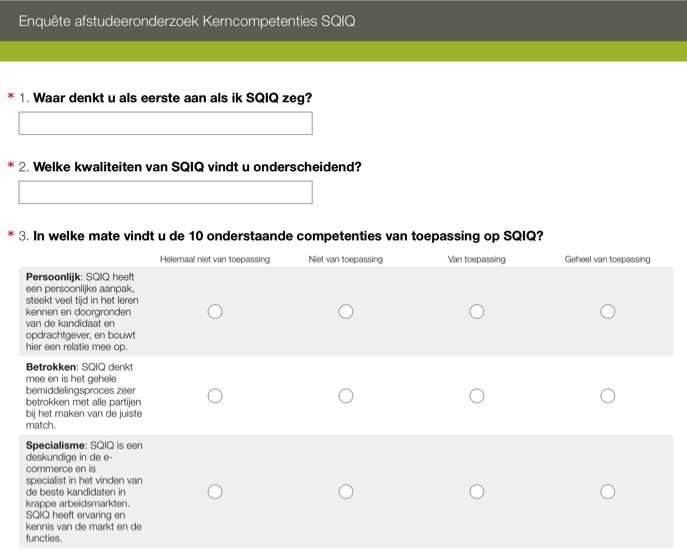 Enquête afstudeeronderzoek Kerncompetenties SQIQ
* 1. Waar denkt u als eerste aan als ik SQIQ zeg?
* 2. Welke kwaliteiten van SQIQ vindt u onderscheidend?
* 3. In welke mate vindt u de 10 onderstaande competenties van toepassing op SQIQ?
Helemaal niet van toepassing Niet van toepassing Van toepassing Geheel van toepassing
Persoonlijk: SQIQ heeft
een persoonlijke aanpak,
steekt veel tijd in het leren
kennen en doorgronden
van de kandidaat en
opdrachtgever, en bouwt
hier een relatie mee op.
Betrokken: SQIQ denkt
mee en is het gehele
bemiddelingsproces zeer
betrokken met alle partijen
bij het maken van de juiste
match.
Specialisme: SQIQ is een
deskundige in de e-
commerce en is
specialist in het vinden van
de beste kandidaten in
krappe arbeidsmarkten.
SQIQ heeft ervaring en
kennis van de markt en de
functies.